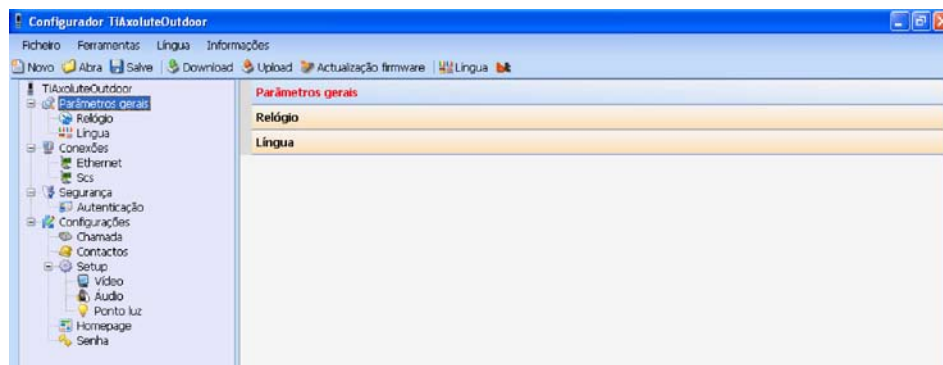 Configurador TiAxoluteOutdoor
Ficheiro Ferramentas Língua Informações
Novo Abra Salve Download Upload Actualização firmware Língua
TiAxoluteOutdoor
Parâmetros gerais
Relógio
Língua
Conexões
Ethernet
Scs
Segurança
Autenticação
Configurações
Chamada
Contactos
Setup
Vídeo
Áudio
Ponto luz
Homepage
Senha
Parâmetros gerais
Relógio
Língua